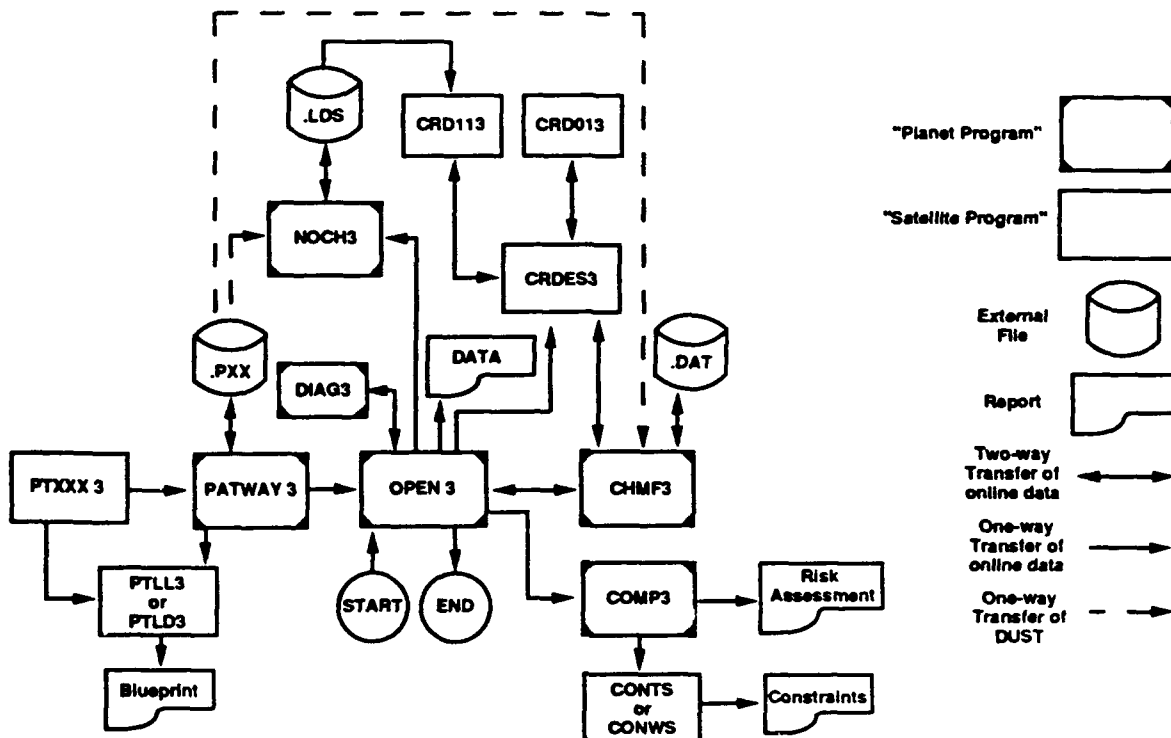 .LDS
CRD113
CRD013
NOCH3
CRDES3
.PXX
DIAG3
DATA
.DAT
PTXXX 3
PATWAY 3
OPEN 3
CHMF3
PTLL3
or
PTLD3
START
END
COMP3
Risk
Assessment
Blueprint
CONTS
or
CONWS
Constraints
"Planet Program"
"Satellite Program"
External
File
Report
Two-way
Transfer of
online data
One-way
Transfer of
online data
One-way
Transfer of
DUST